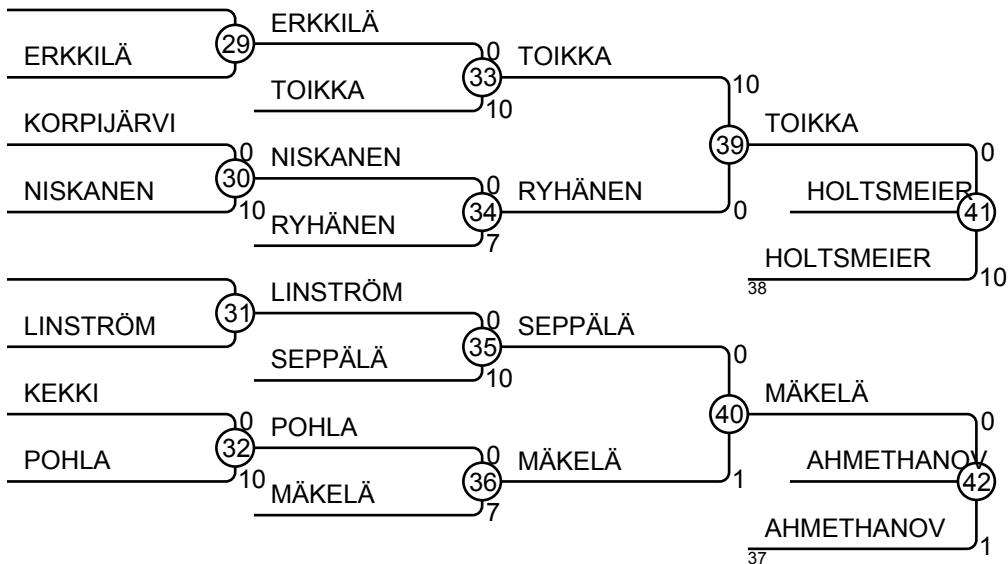 ERKKILÄ
29
ERKKILÄ
0
TOIKKA
33
TOIKKA
10
10
KORPIJÄRVI
0
39
TOIKKA
0
NISKANEN
30
NISKANEN
0
HOLTSMEIER
NISKANEN
10
RYHÄNEN
34
RYHÄNEN
0
41
7
HOLTSMEIER
10
38
LINSTRÖM
31
LINSTRÖM
0
SEPPÄLÄ
35
SEPPÄLÄ
10
0
KEKKI
0
40
MÄKELÄ
0
POHLA
32
POHLA
0
AHMETHANOV
10
MÄKELÄ
36
MÄKELÄ
1
42
7
AHMETHANOV
1
37